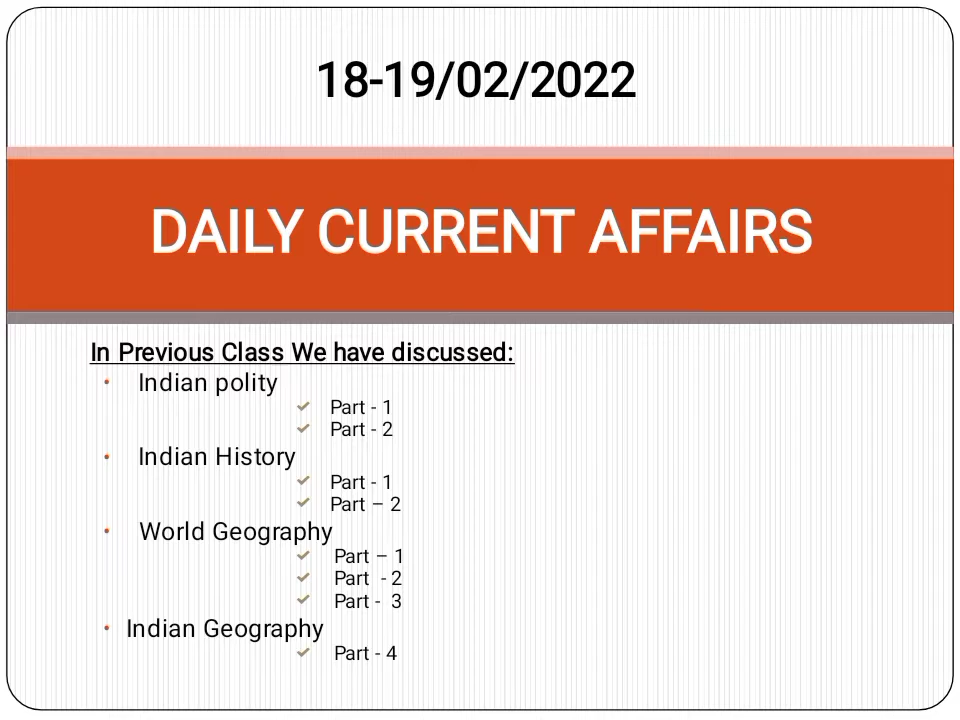 18-19/02/2022
DAILY CURRENT AFFAIRS
In Previous Class We have discussed:
• Indian polity
✓ Part - 1
✓ Part - 2
• Indian History
✓ Part - 1
✓ Part – 2
• World Geography
✓ Part – 1
✓ Part - 2
✓ Part - 3
• Indian Geography
✓ Part - 4